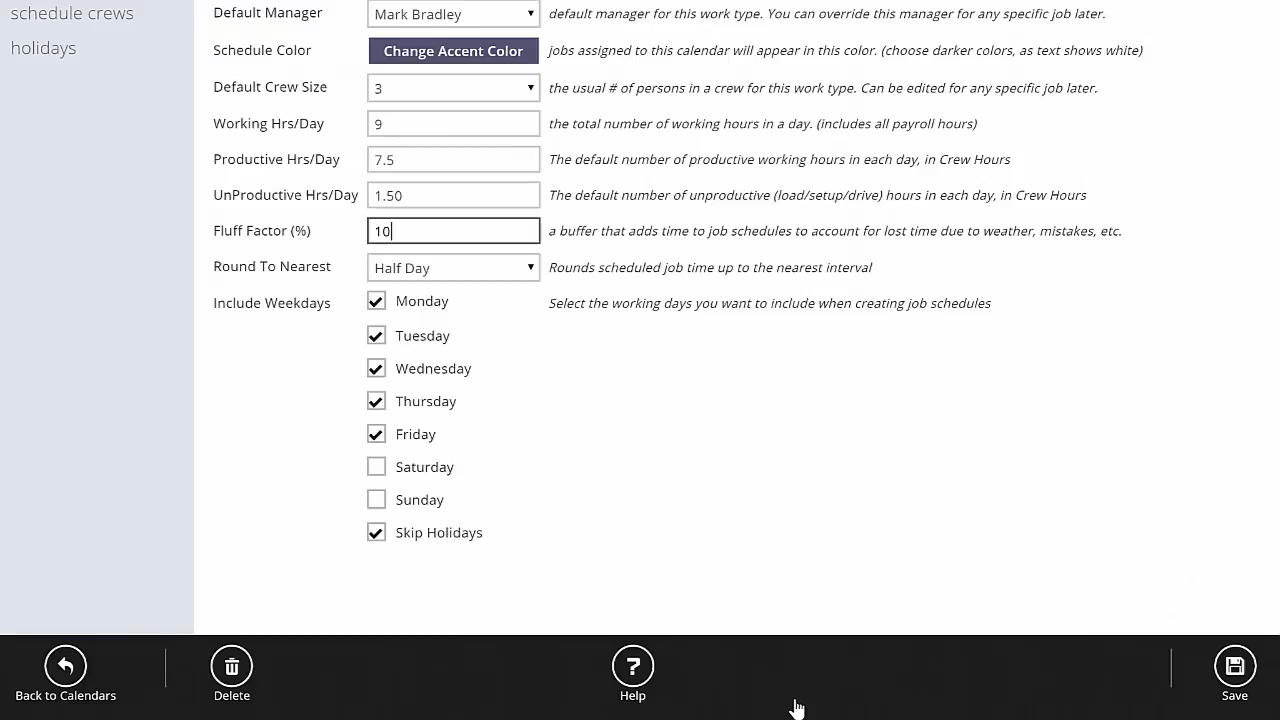 schedule crews
holidays
Default Manager Mark Bradley default manager for this work type. You can override this manager for any specific job later.
Schedule Color Change Accent Color jobs assigned to this calendar will appear in this color. (choose darker colors, as text shows white)
Default Crew Size 3 the usual # of persons in a crew for this work type. Can be edited for any specific job later.
Working Hrs/Day 9 the total number of working hours in a day. (includes all payroll hours)
Productive Hrs/Day 7.5 The default number of productive working hours in each day, in Crew Hours
UnProductive Hrs/Day 1.50 The default number of unproductive (load/setup/drive) hours in each day, in Crew Hours
Fluff Factor (%) 10 a buffer that adds time to job schedules to account for lost time due to weather, mistakes, etc.
Round To Nearest Half Day Rounds scheduled job time up to the nearest interval
Include Weekdays Monday Select the working days you want to include when creating job schedules
Tuesday
Wednesday
Thursday
Friday
Saturday
Sunday
Skip Holidays
Back to Calendars Delete Help Save